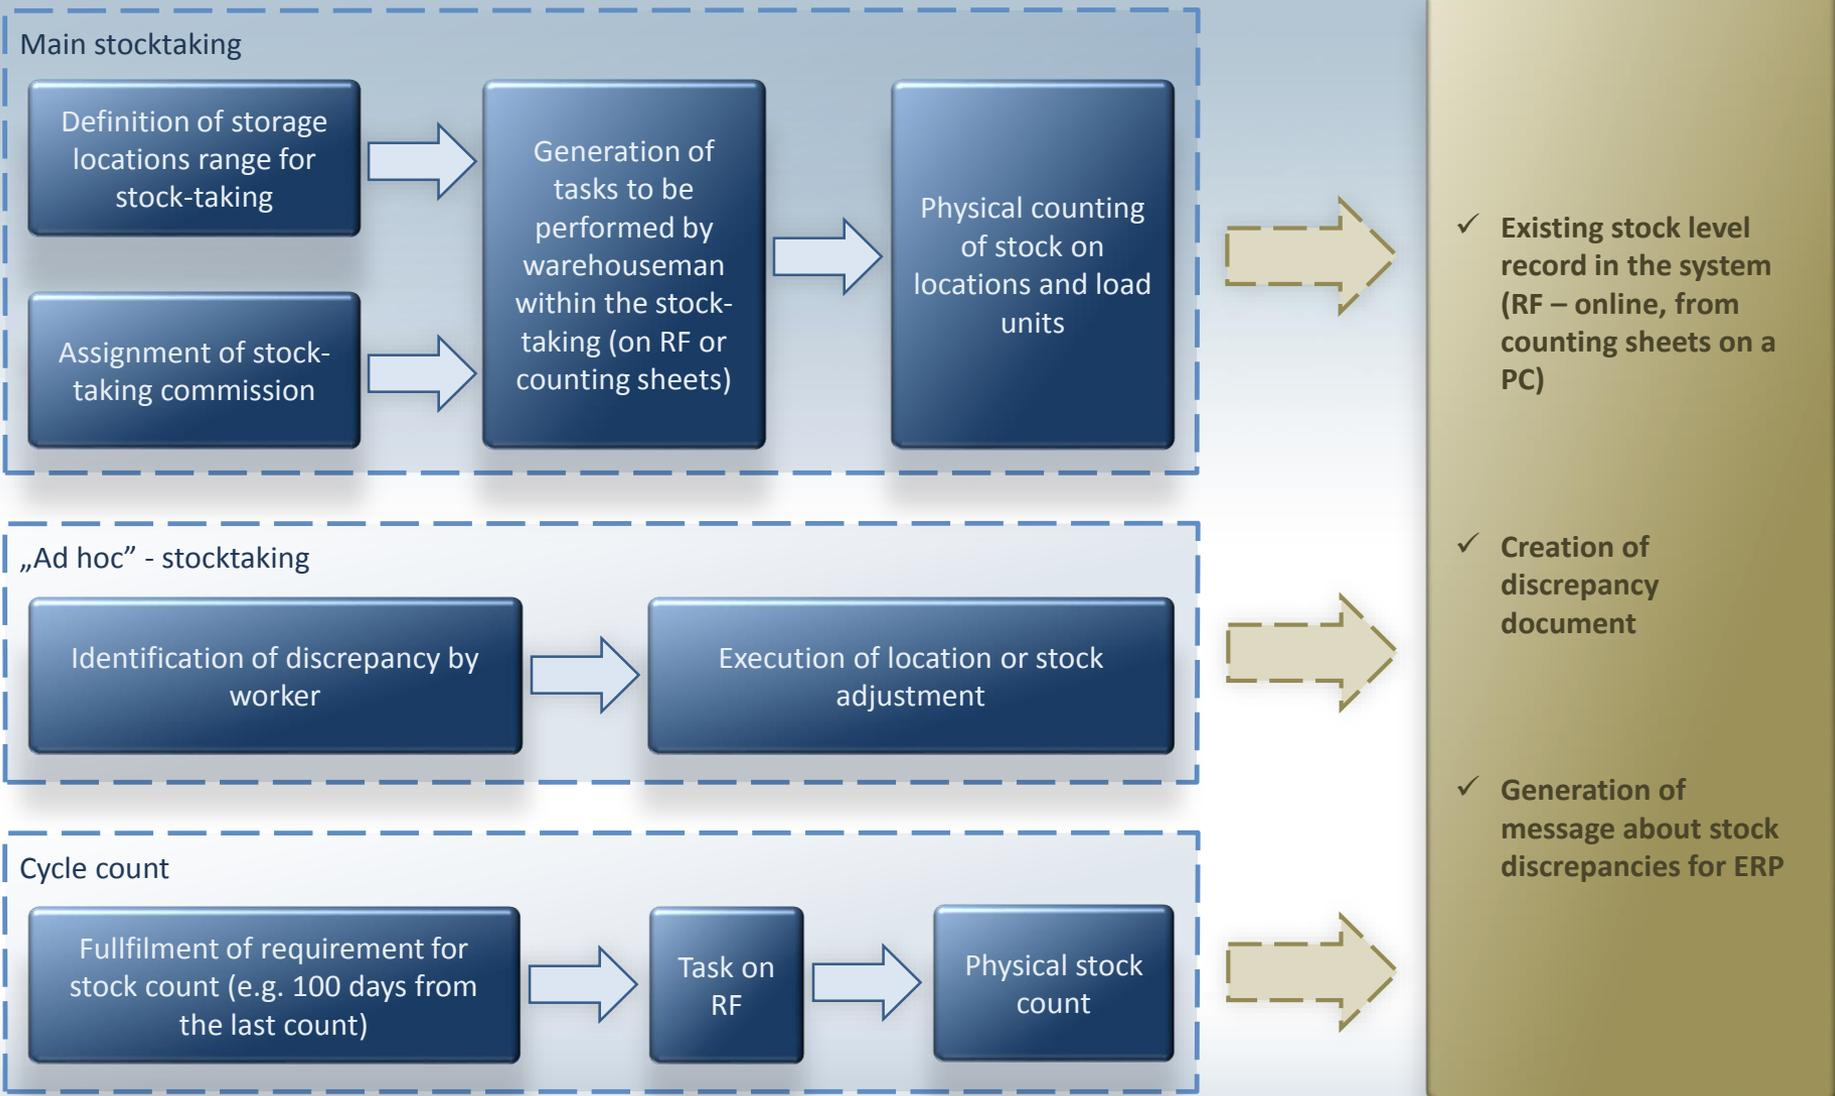 Main stocktaking
Definition of storage
locations range for
stock-taking
Assignment of stock-
taking commission
Generation of
tasks to be
performed by
warehouseman
within the stock-
taking (on RF or
counting sheets)
Physical counting
of stock on
locations and load
units
„Ad hoc” - stocktaking
Identification of discrepancy by
worker
Execution of location or stock
adjustment
Cycle count
Fullfilment of requirement for
stock count (e.g. 100 days from
the last count)
Task on
RF
Physical stock
count
✓ Existing stock level
record in the system
(RF – online, from
counting sheets on a
PC)
✓ Creation of
discrepancy
document
✓ Generation of
message about stock
discrepancies for ERP